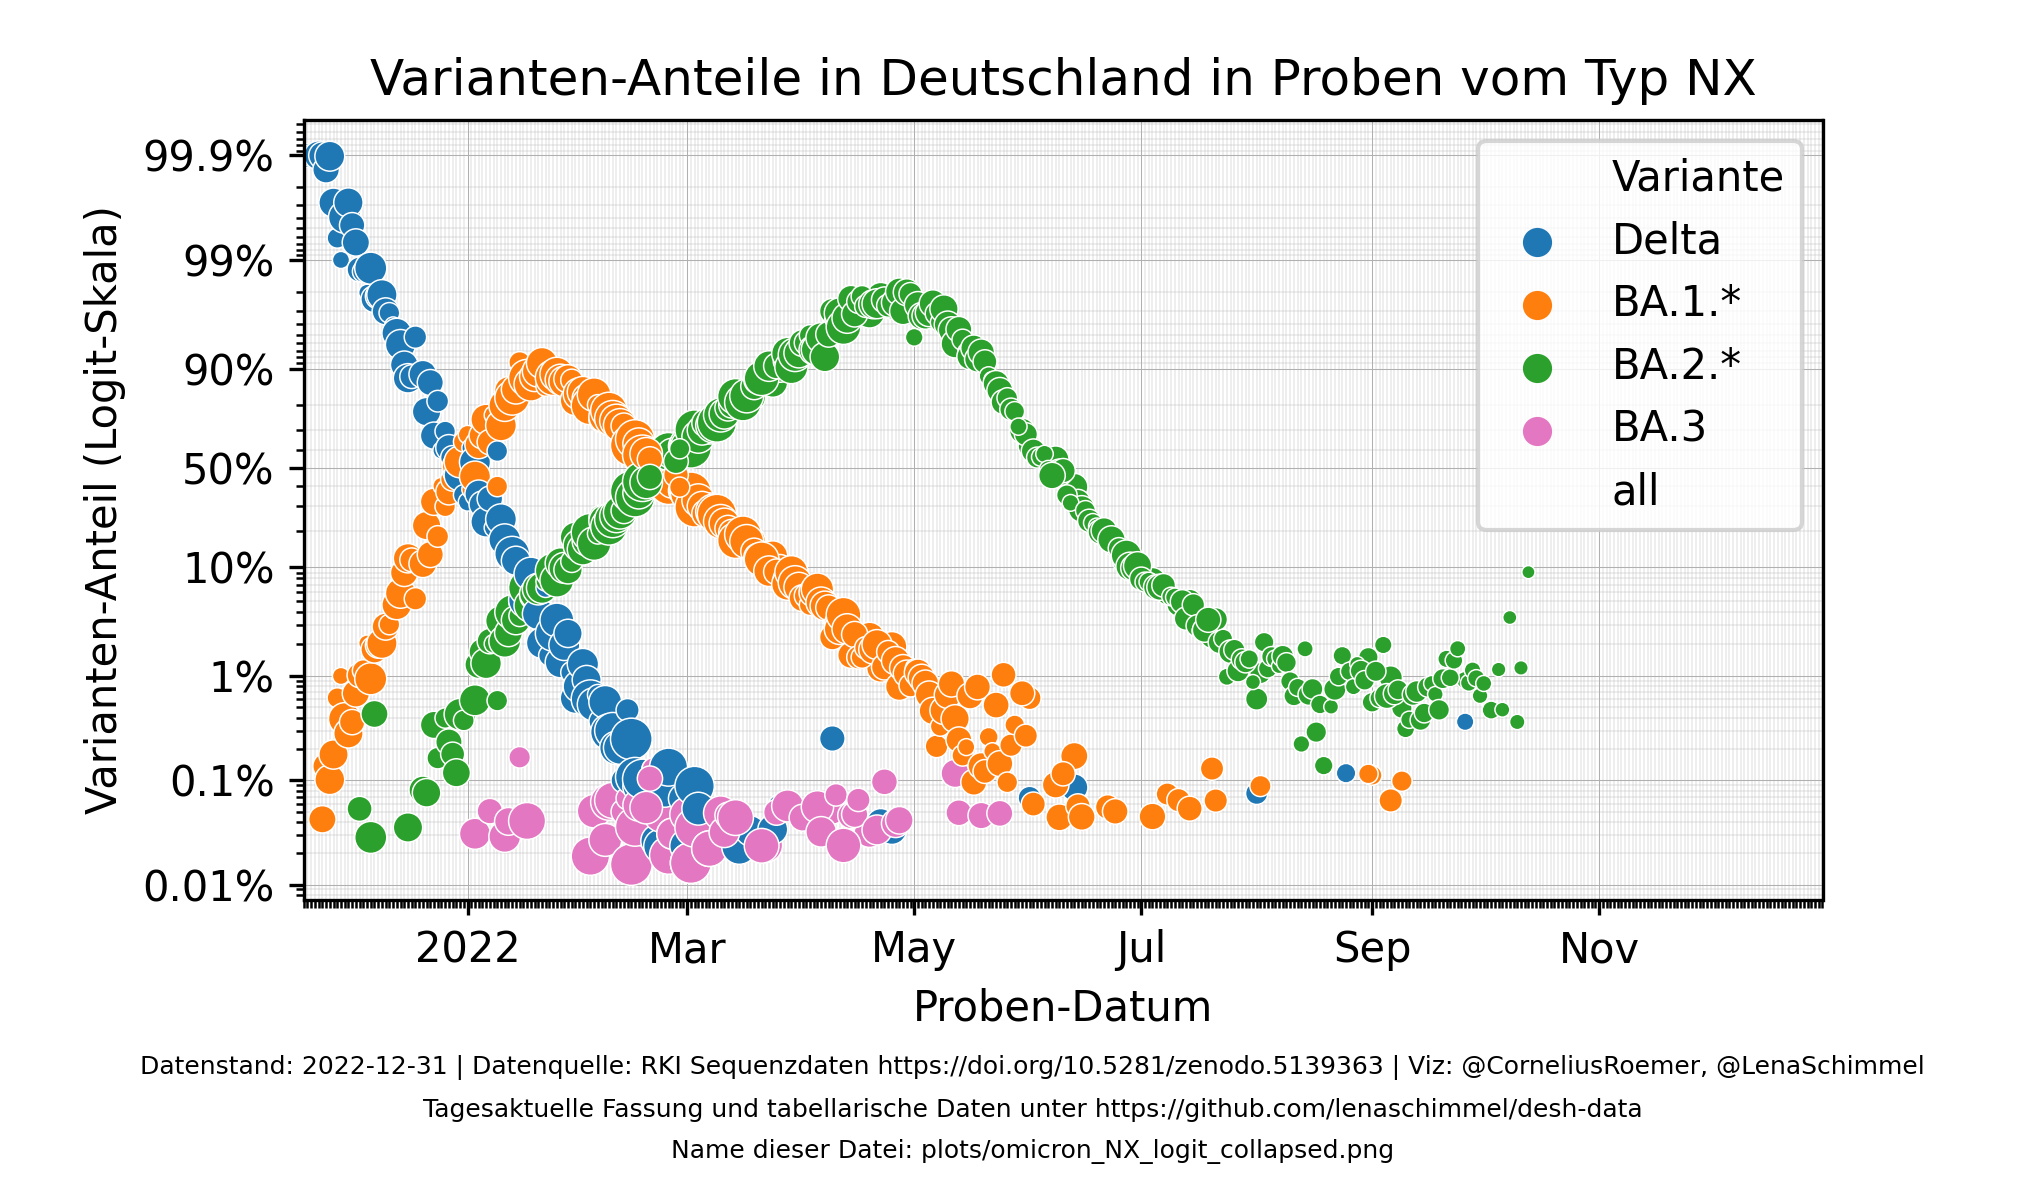 Varianten-Anteile in Deutschland in Proben vom Typ NX
Varianten-Anteil (Logit-Skala)
99.9%
99%
90%
50%
10%
1%
0.1%
0.01%
Variante
Delta
BA.1.*
BA.2.*
BA.3
all
2022
Mar
May
Jul
Sep
Nov
Proben-Datum
Datenstand: 2022-12-31 | Datenquelle: RKI Sequenzdaten https://doi.org/10.5281/zenodo.5139363 | Viz: @CorneliusRoemer, @LenaSchimmel
Tagesaktuelle Fassung und tabellarische Daten unter https://github.com/lenaschimmel/desh-data
Name dieser Datei: plots/omicron_NX_logit_collapsed.png